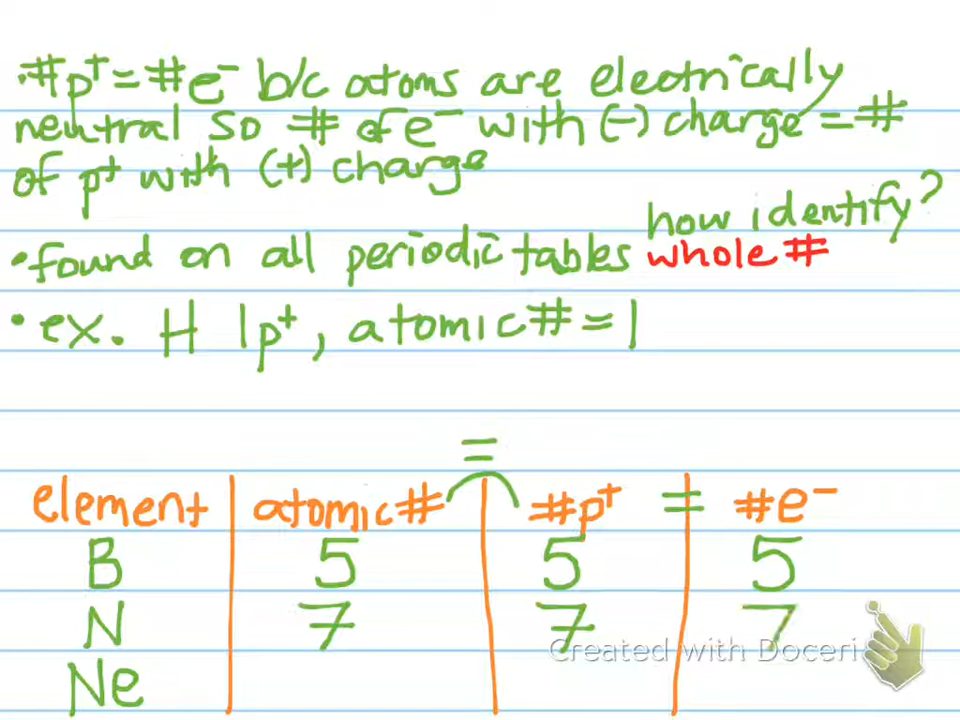 • #p⁺ = #e⁻ b/c atoms are electrically
neutral so # of e⁻ with (-) charge = #
of p⁺ with (+) charge
how identify?
• found on all periodic tables whole #
• ex. H 1p⁺, atomic# = 1
=
element atomic# #p⁺ = #e⁻
B 5 5 5
N 7 7 7
Created with Doceri
Ne